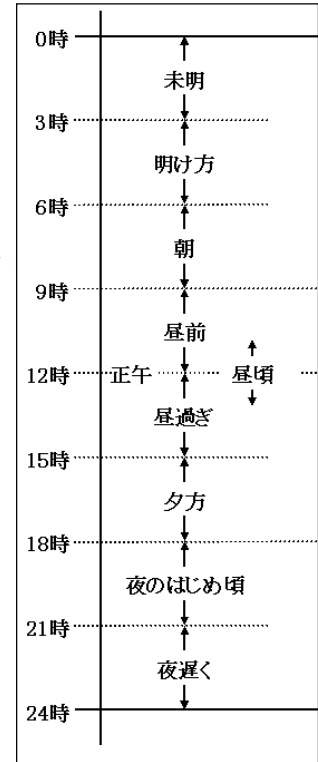 0時
未明
3時
明け方
6時
朝
9時
昼前
12時 正午 昼頃
昼過ぎ
15時
夕方
18時
夜のはじめ頃
21時
夜遅く
24時